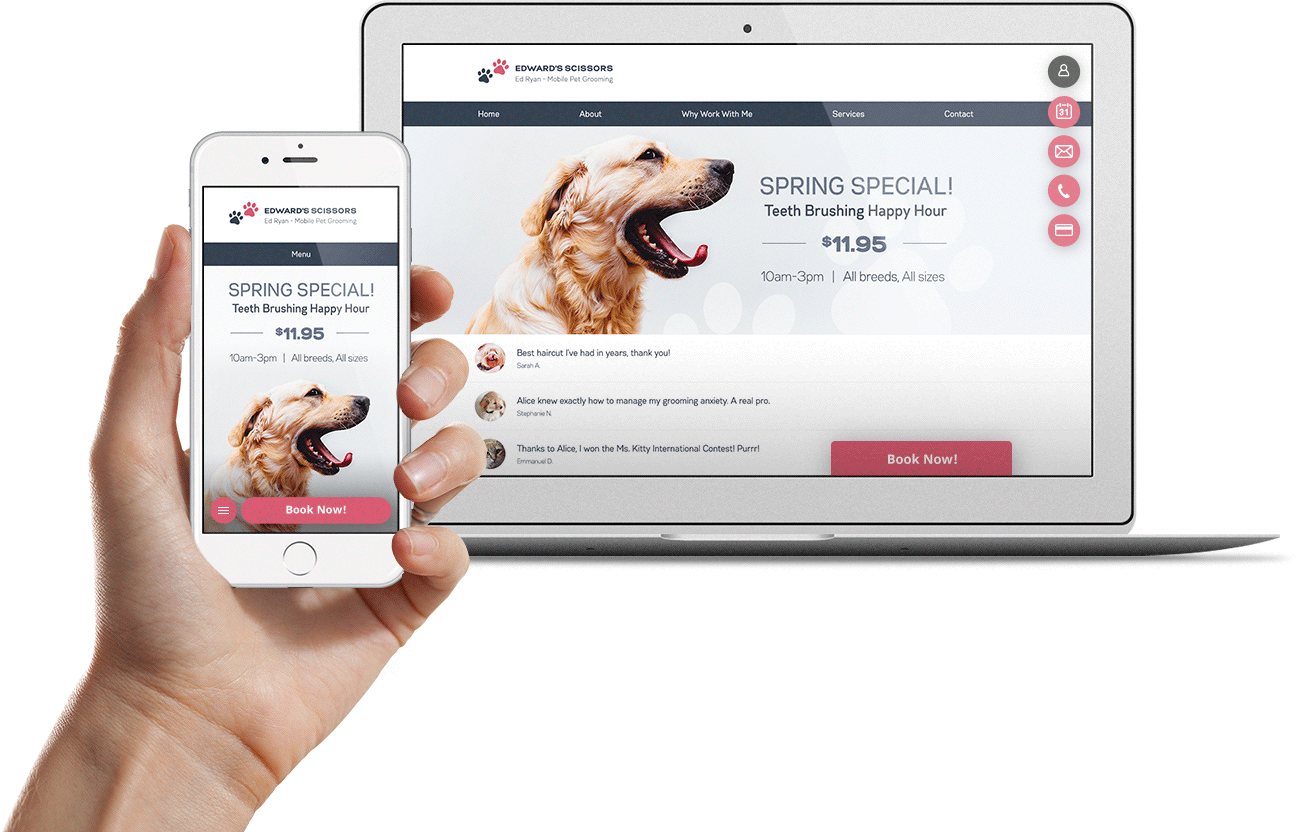 EDWARD'S SCISSORS
Ed Ryan - Mobile Pet Grooming
Home About Why Work With Me Services Contact
31
SPRING SPECIAL!
Teeth Brushing Happy Hour
$11.95
10am-3pm | All breeds, All sizes
Best haircut I've had in years, thank you!
Sarah A.
Alice knew exactly how to manage my grooming anxiety. A real pro.
Stephanie N.
Thanks to Alice, I won the Ms. Kitty International Contest! Purrr!
Emmanuel D.
Book Now!
EDWARD'S SCISSORS
Ed Ryan - Mobile Pet Grooming
Menu
SPRING SPECIAL!
Teeth Brushing Happy Hour
$11.95
10am-3pm | All breeds, All sizes
Book Now!